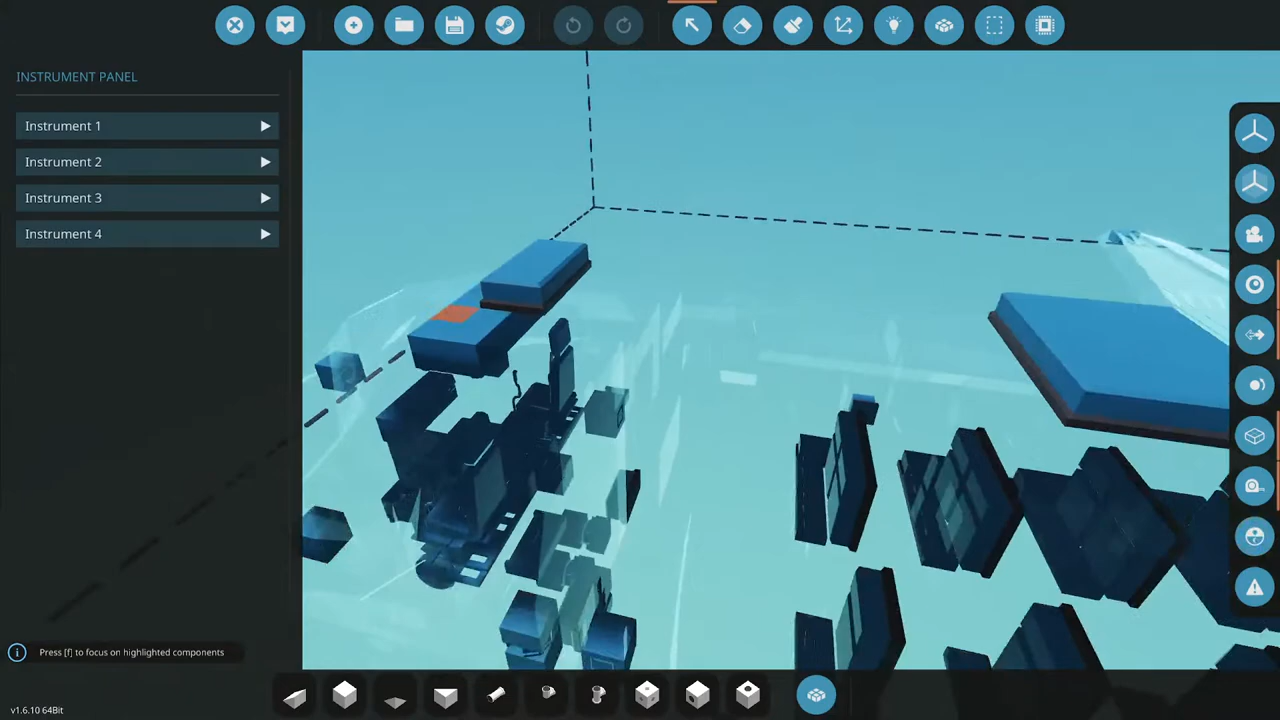 INSTRUMENT PANEL
Instrument 1
Instrument 2
Instrument 3
Instrument 4
Press [f] to focus on highlighted components
v1.6.10 64Bit